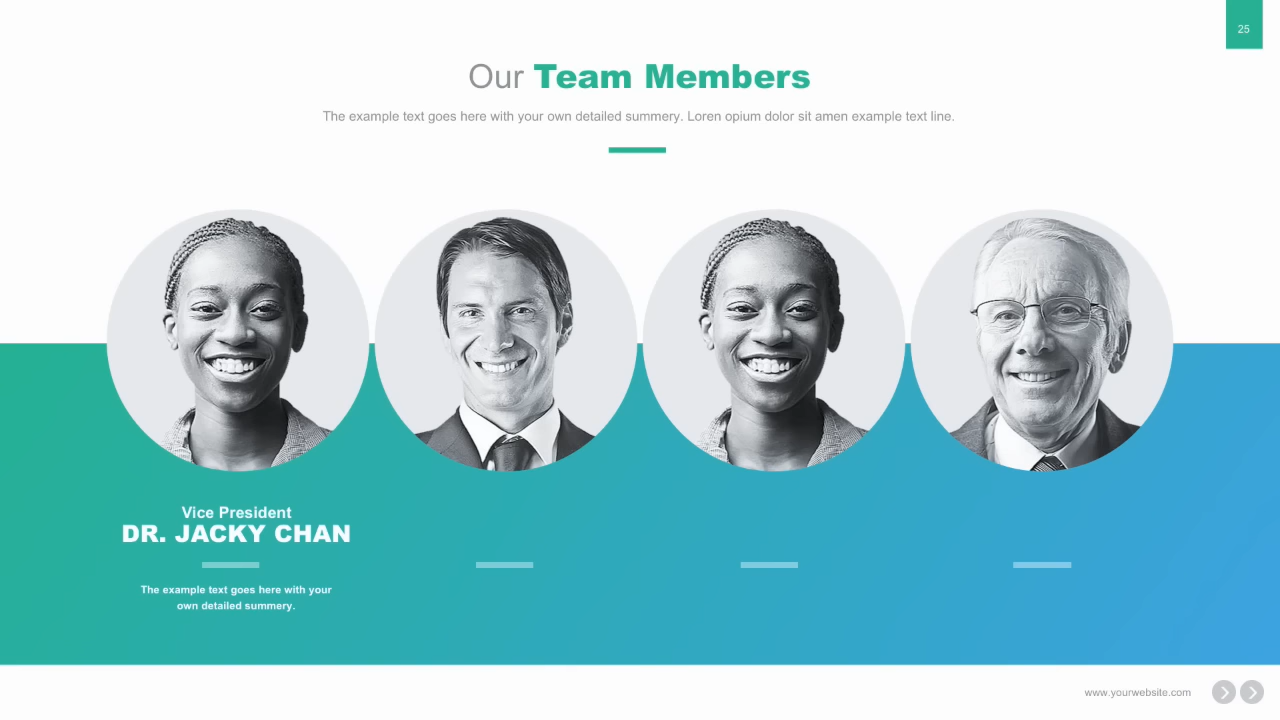 25
Our Team Members
The example text goes here with your own detailed summery. Loren opium dolor sit amen example text line.
Vice President
DR. JACKY CHAN
The example text goes here with your
own detailed summery.
www.yourwebsite.com